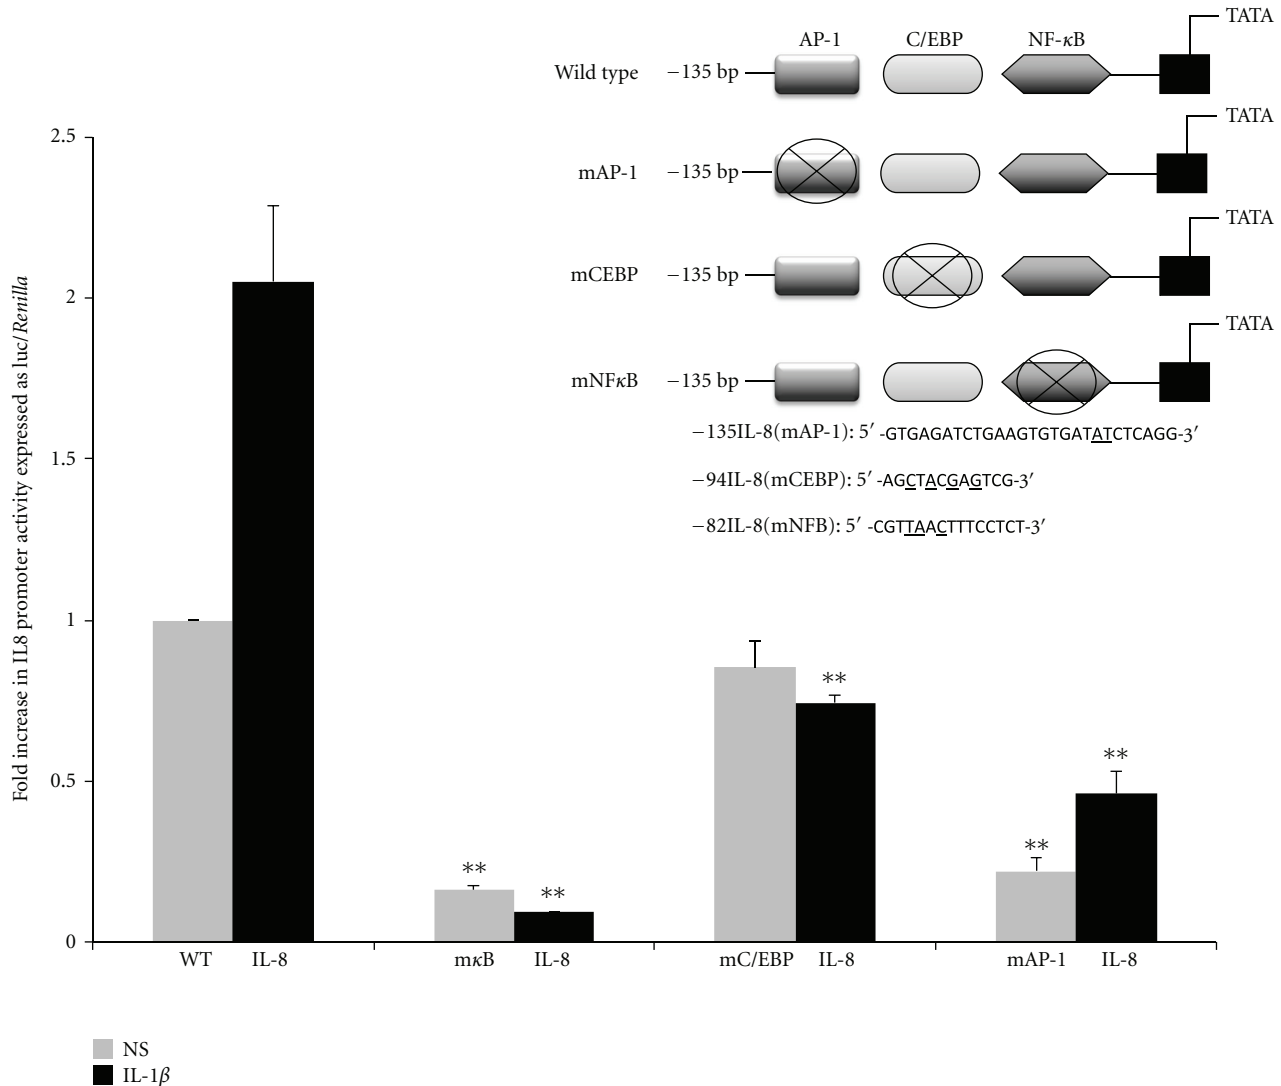 TATA
AP-1 C/EBP NF-κB
Wild type −135 bp
TATA
mAP-1 −135 bp
TATA
mCEBP −135 bp
TATA
mNFκB −135 bp
−135IL-8(mAP-1): 5′ -GTGAGATCTGAAGTGTGATATCTCAGG-3′
−94IL-8(mCEBP): 5′ -AGCTACGAGTCG-3′
−82IL-8(mNFB): 5′ -CGTTAACTTTCCTCT-3′
Fold increase in IL8 promoter activity expressed as luc/Renilla
2.5
2
1.5
1
0.5
0
** ** ** ** **
WT IL-8 mκB IL-8 mC/EBP IL-8 mAP-1 IL-8
NS
IL-1β